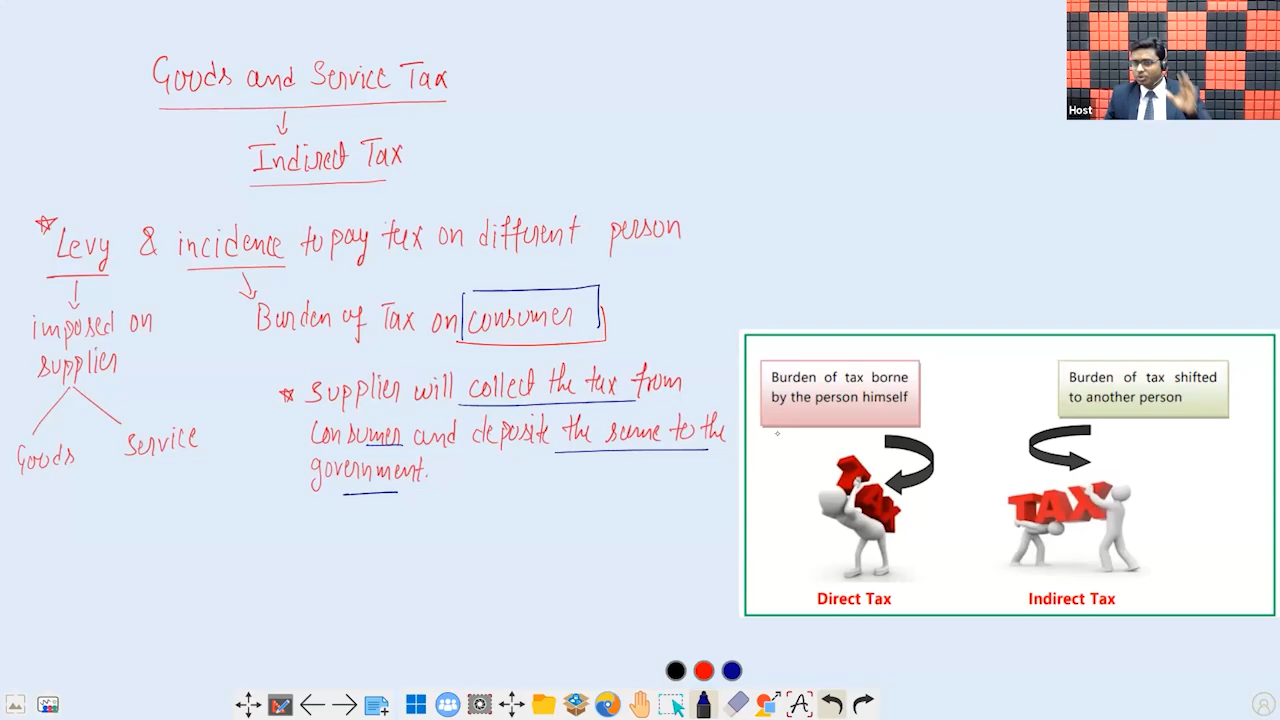 Host
Goods and Service Tax
Indirect Tax
Levy & incidence to pay tax on different person
imposed on
supplier
Goods
Service
Burden of Tax on consumer
supplier will collect the tax from
consumer and deposite the same to the
government.
Burden of tax borne
by the person himself
Burden of tax shifted
to another person
TAX
TAX
Direct Tax
Indirect Tax